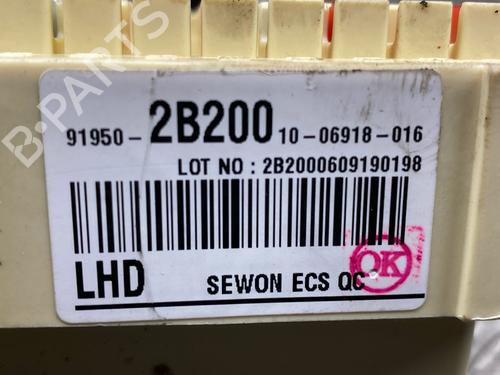 91950-2B200 10-06918-016
LOT NO : 2B2000609190198
LHD SEWON ECS QC OK
B-PARTS